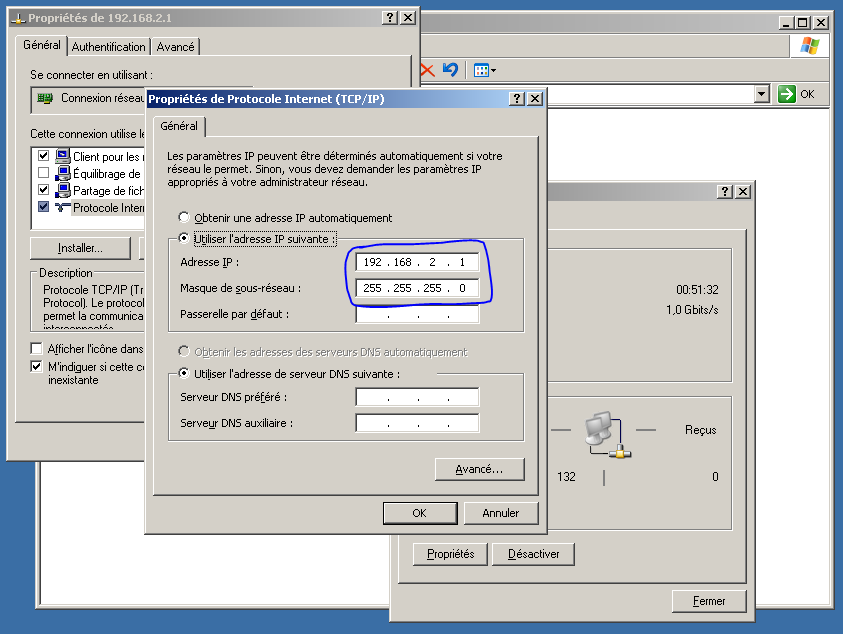 Propriétés de 192.168.2.1
Général
Authentification
Avancé
Se connecter en utilisant :
Connexion réseau
Cette connexion utilise le
Client pour les
Équilibrage de
Partage de fich
Protocole Inter
Installer...
Description
Protocole TCP/IP (Tr
Protocol). Le protocol
permet la communica
interconnectés
Afficher l'icône dans
M'indiquer si cette co
inexistante
Propriétés de Protocole Internet (TCP/IP)
Général
Les paramètres IP peuvent être déterminés automatiquement si votre
réseau le permet. Sinon, vous devez demander les paramètres IP
appropriés à votre administrateur réseau.
Obtenir une adresse IP automatiquement
Utiliser l'adresse IP suivante :
Adresse IP : 192 . 168 . 2 . 1
Masque de sous-réseau : 255 . 255 . 255 . 0
Passerelle par défaut : . . .
Obtenir les adresses des serveurs DNS automatiquement
Utiliser l'adresse de serveur DNS suivante :
Serveur DNS préféré : . . .
Serveur DNS auxiliaire : . . .
Avancé...
OK
Annuler
OK
00:51:32
1,0 Gbits/s
Reçus
132
0
Propriétés
Désactiver
Fermer